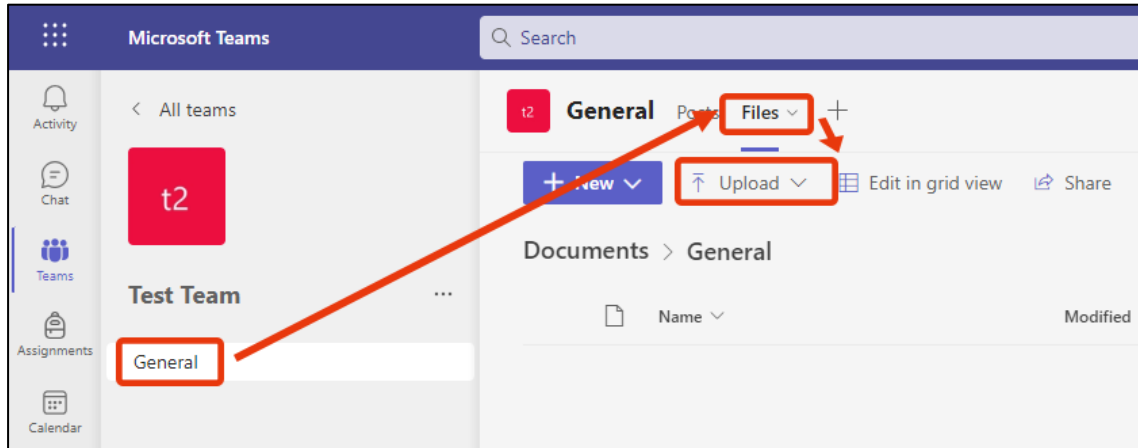 Microsoft Teams
Search
Activity
Chat
Teams
Assignments
Calendar
All teams
t2
Test Team
...
General
t2
General Posts Files
New Upload Edit in grid view Share
Documents > General
Name Modified